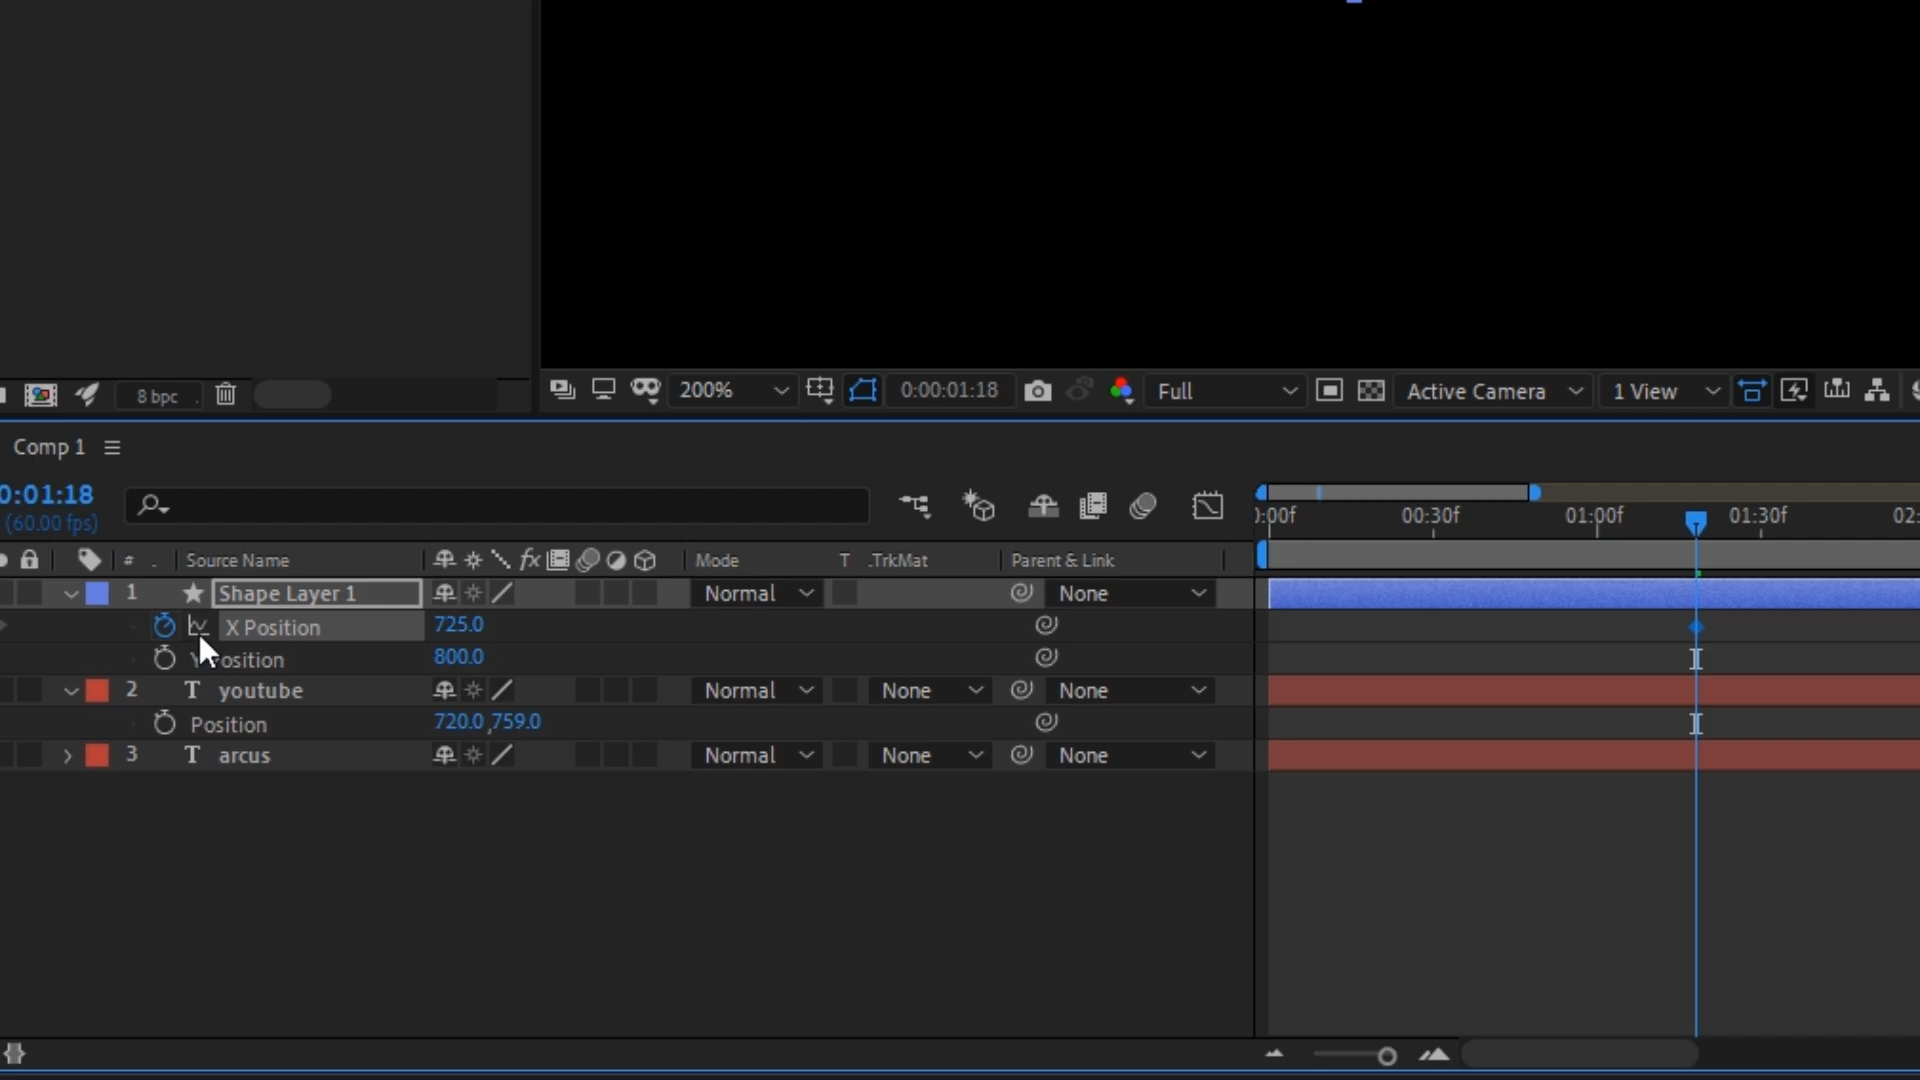 8 bpc
200%
0:00:01:18
Full
Active Camera
1 View
Comp 1
0:01:18
(60.00 fps)
:00f
00:30f
01:00f
01:30f
02:
#
.
Source Name
fx
Mode
T
.TrkMat
Parent & Link
1
Shape Layer 1
Normal
None
X Position
725.0
Y Position
800.0
2
T
youtube
Normal
None
None
Position
720.0,759.0
3
T
arcus
Normal
None
None